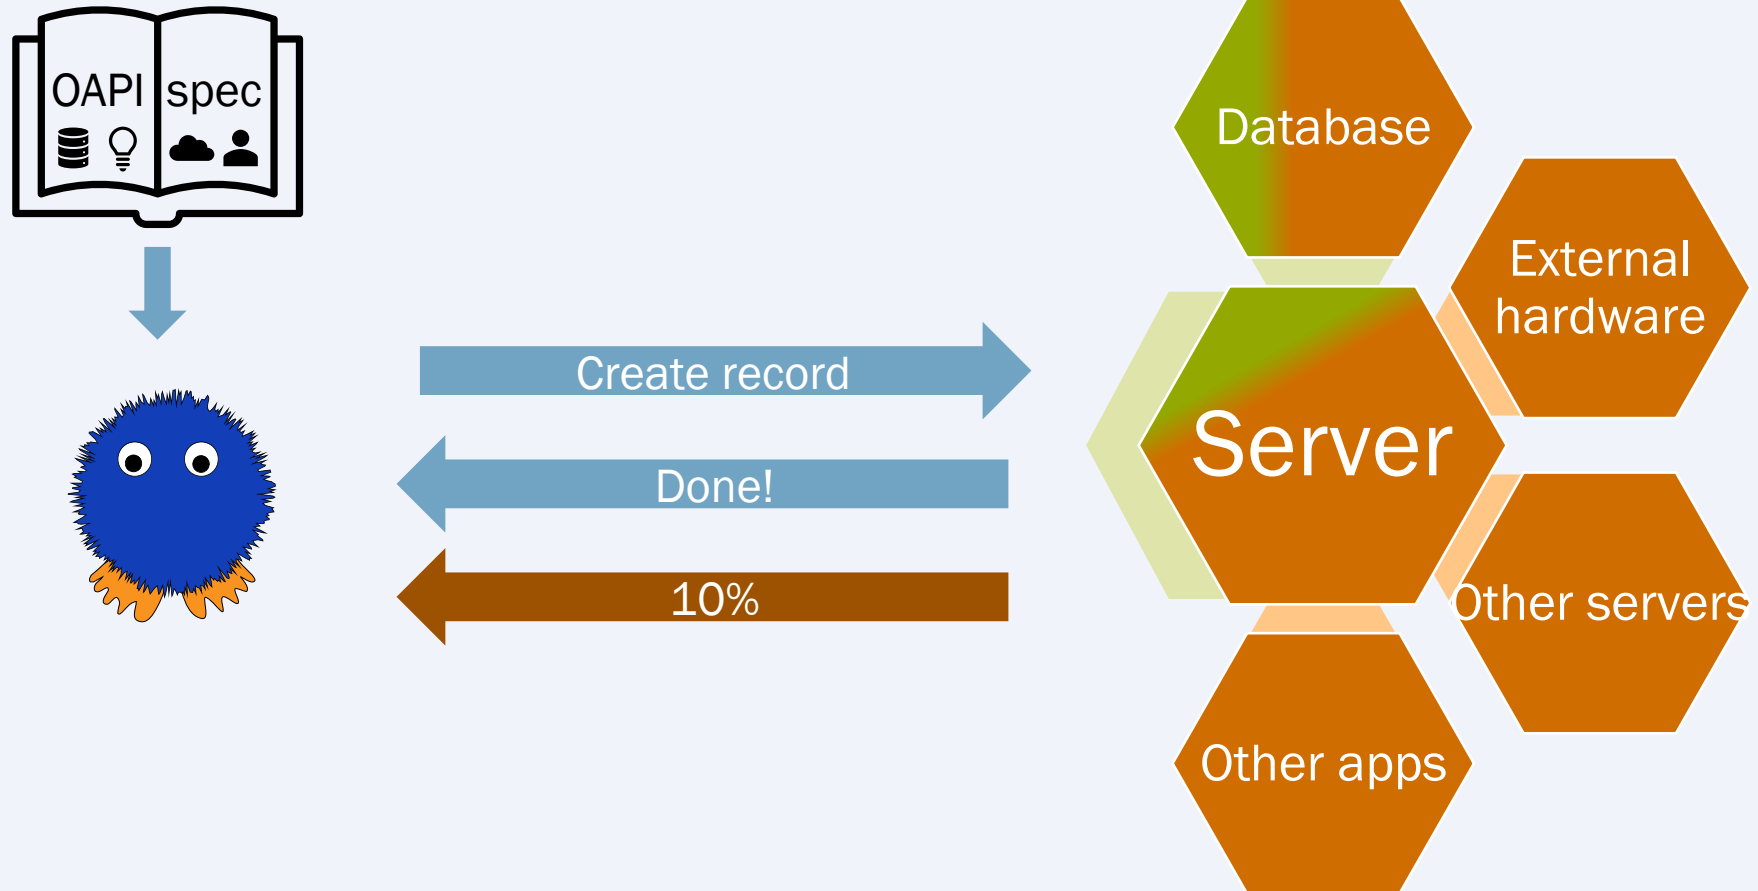 OAPI spec
Create record
Done!
10%
Database
External
hardware
Server
Other servers
Other apps